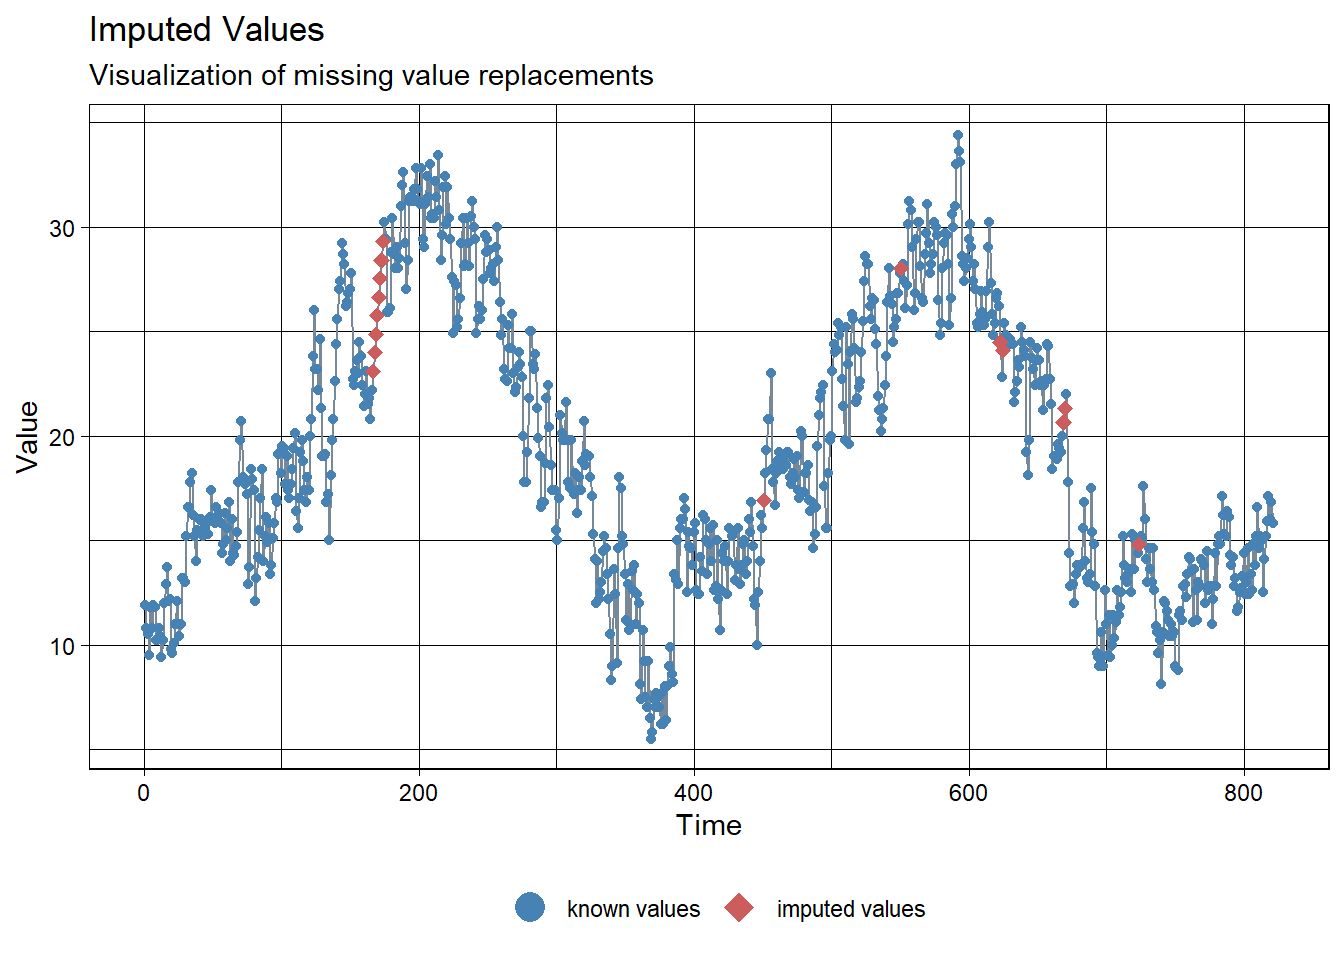 Imputed Values
Visualization of missing value replacements
30
20
10
Value
0 200 400 600 800
Time
known values imputed values